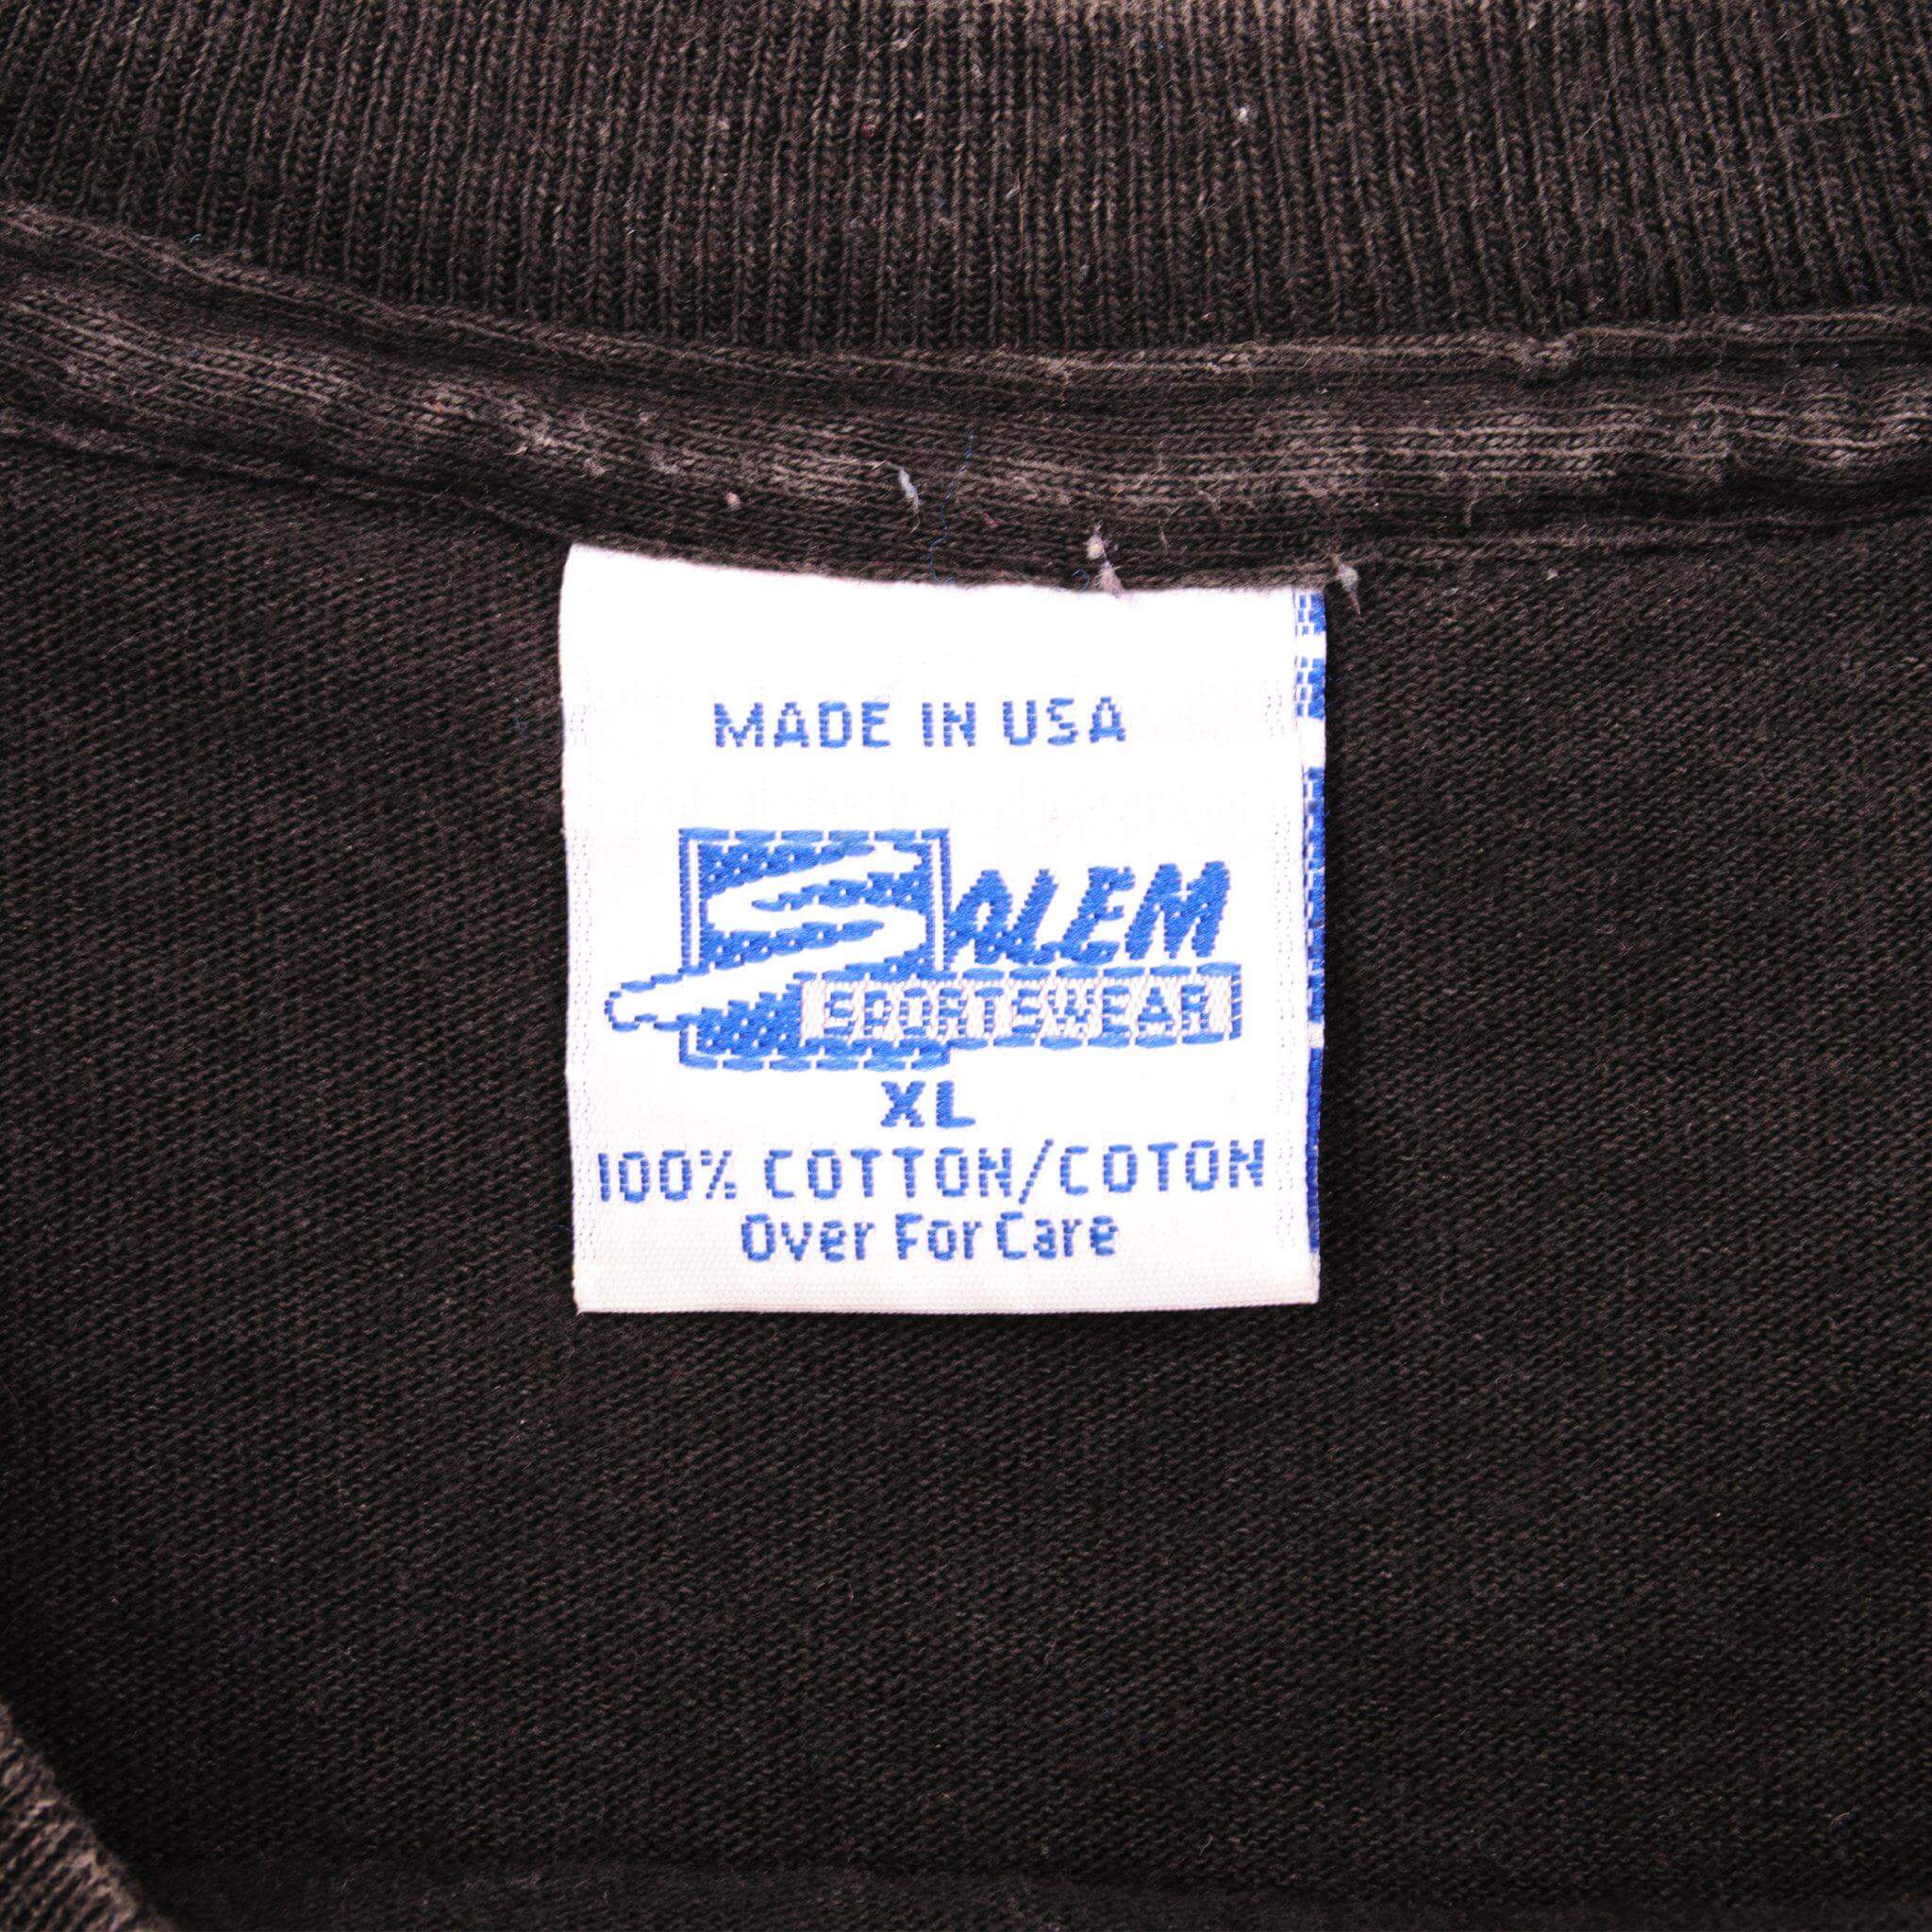 MADE IN USA
SALEM
SPORTSWEAR
XL
100% COTTON/COTON
Over For Care